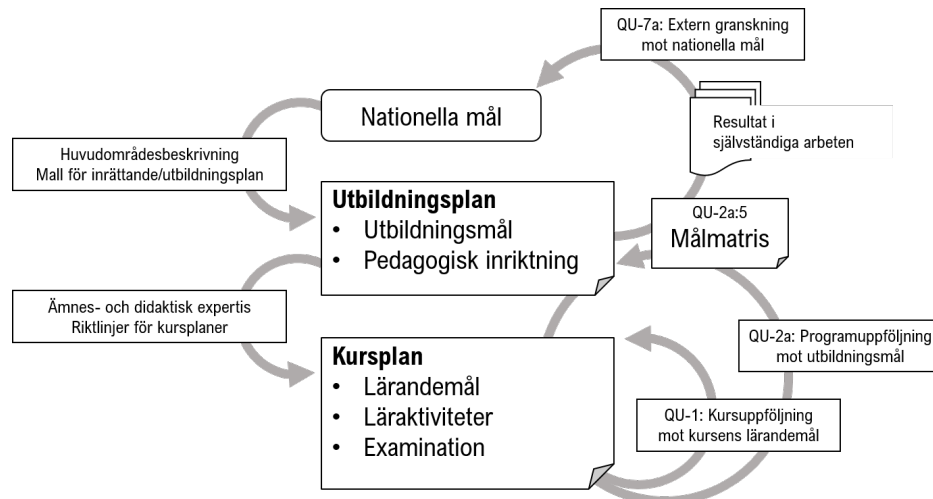 QU-7a: Extern granskning
mot nationella mål
Nationella mål
Resultat i
självständiga arbeten
Huvudområdesbeskrivning
Mall för inrättande/utbildningsplan
Utbildningsplan
• Utbildningsmål
• Pedagogisk inriktning
QU-2a:5
Målmatris
Ämnes- och didaktisk expertis
Riktlinjer för kursplaner
QU-2a: Programuppföljning
mot utbildningsmål
Kursplan
• Lärandemål
• Läraktiviteter
• Examination
QU-1: Kursuppföljning
mot kursens lärandemål